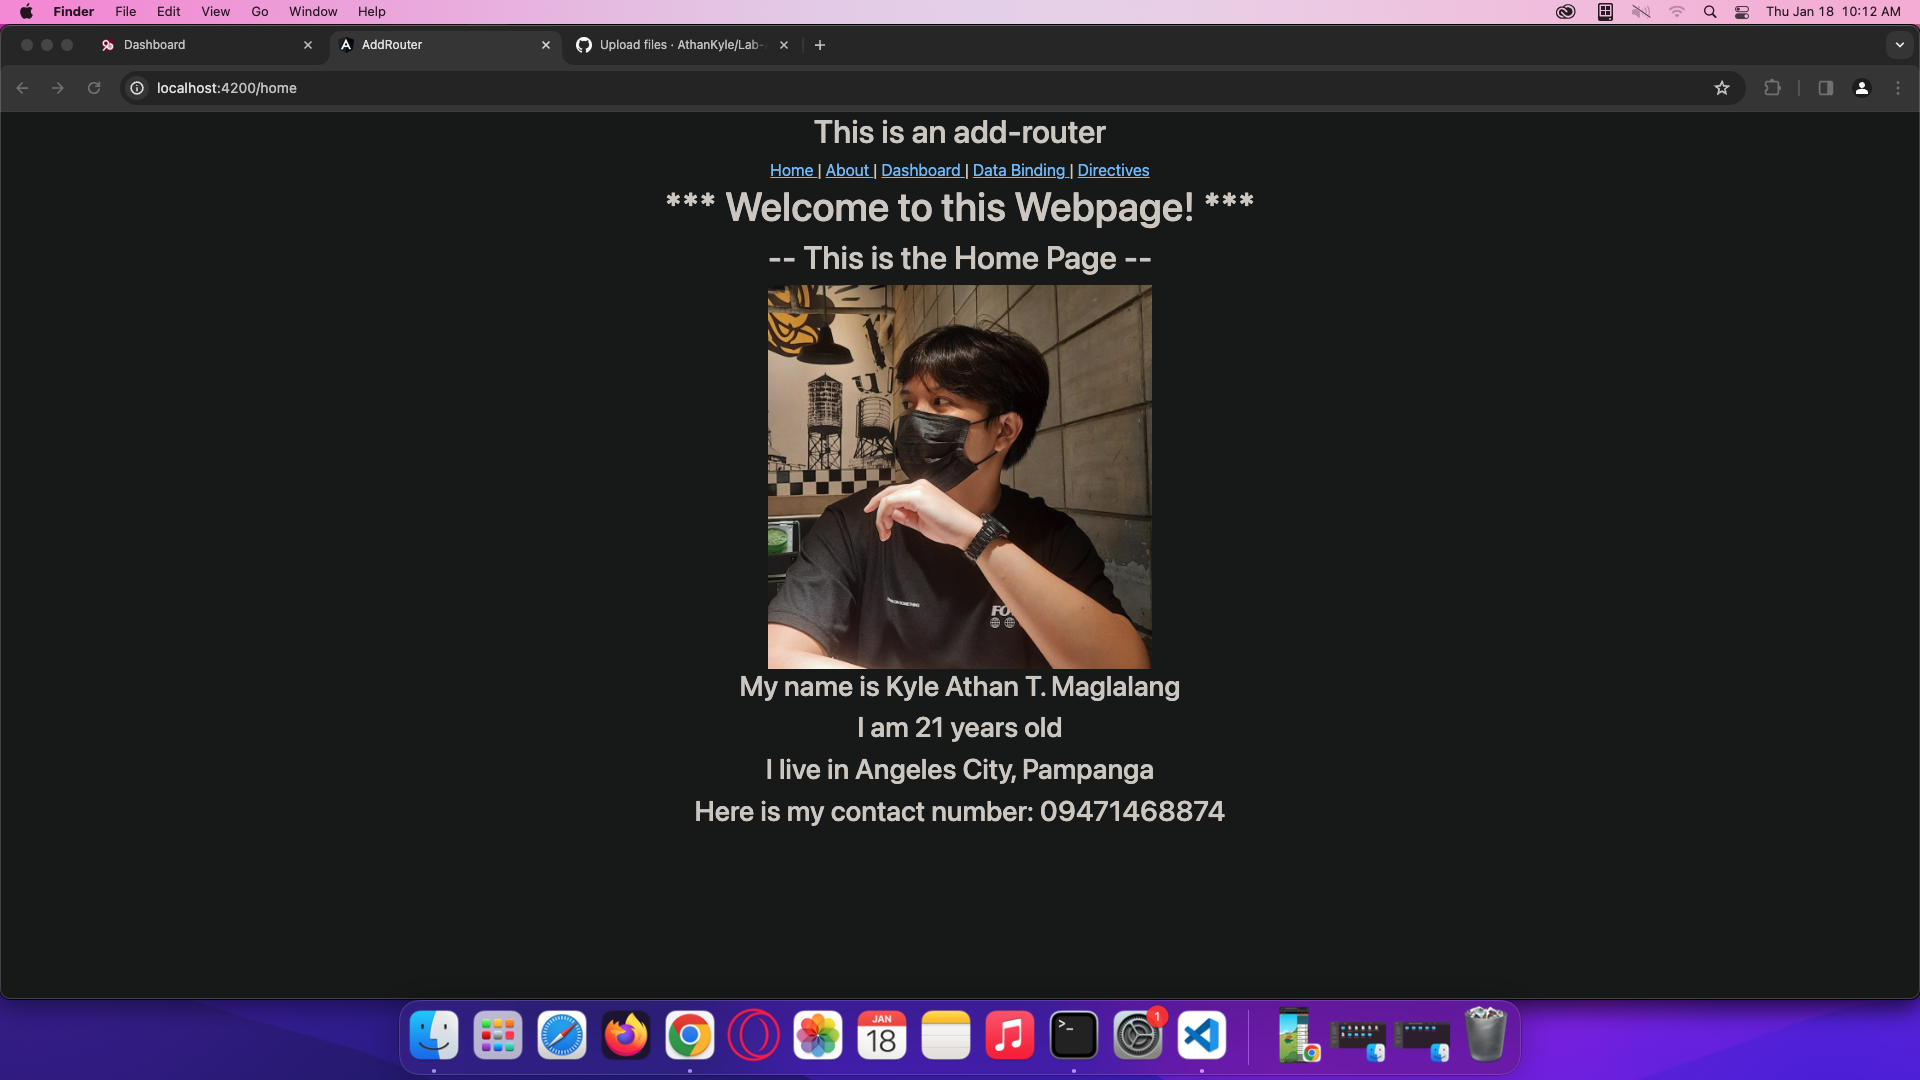 Finder File Edit View Go Window Help Thu Jan 18 10:12 AM
Dashboard AddRouter Upload files · AthanKyle/Lab-
localhost:4200/home
This is an add-router
Home | About | Dashboard | Data Binding | Directives
*** Welcome to this Webpage! ***
-- This is the Home Page --
FO
My name is Kyle Athan T. Maglalang
I am 21 years old
I live in Angeles City, Pampanga
Here is my contact number: 09471468874
JAN
18
>_
1